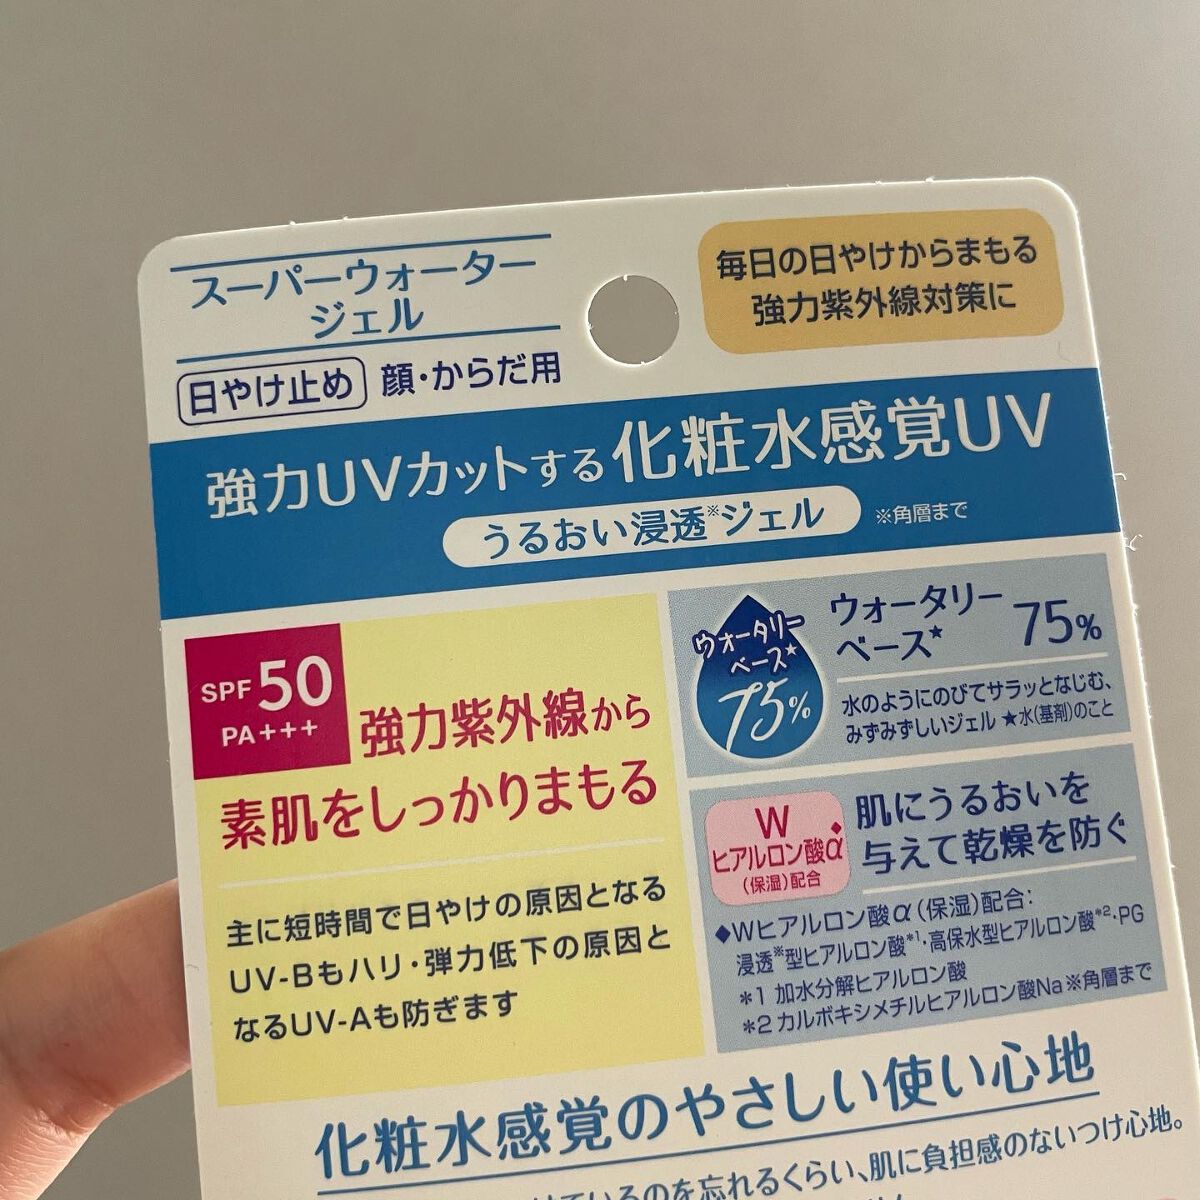 スーパーウォーター
ジェル
日やけ止め 顔・からだ用
毎日の日やけからまもる
強力紫外線対策に
強力UVカットする化粧水感覚UV
うるおい浸透※ジェル ※角層まで
SPF50
PA+++
強力紫外線から
素肌をしっかりまもる
主に短時間で日やけの原因となる
UV-Bもハリ・弾力低下の原因と
なるUV-Aも防ぎます
ウォータリー
ベース★
75%
ウォータリー
ベース★ 75%
水のようにのびてサラッとなじむ、
みずみずしいジェル ★水(基剤)のこと
W
ヒアルロン酸α◆
(保湿)配合
肌にうるおいを
与えて乾燥を防ぐ
◆Wヒアルロン酸α(保湿)配合:
浸透※型ヒアルロン酸*1・高保水型ヒアルロン酸*2・PG
*1 加水分解ヒアルロン酸
*2 カルボキシメチルヒアルロン酸Na ※角層まで
化粧水感覚のやさしい使い心地
ているのを忘れるくらい、肌に負担感のないつけ心地。